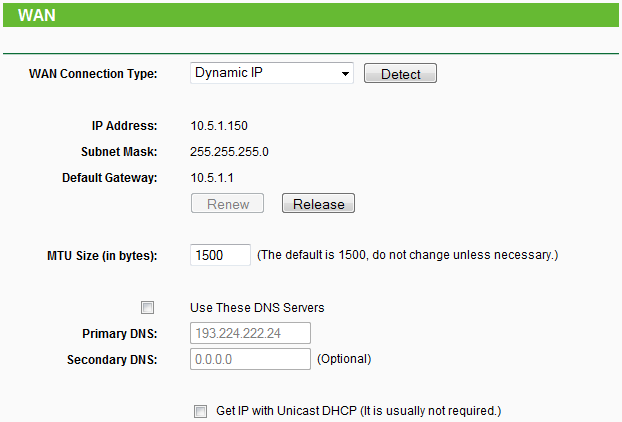 WAN
WAN Connection Type: Dynamic IP Detect
IP Address: 10.5.1.150
Subnet Mask: 255.255.255.0
Default Gateway: 10.5.1.1
Renew Release
MTU Size (in bytes): 1500 (The default is 1500, do not change unless necessary.)
Use These DNS Servers
Primary DNS: 193.224.222.24
Secondary DNS: 0.0.0.0 (Optional)
Get IP with Unicast DHCP (It is usually not required.)